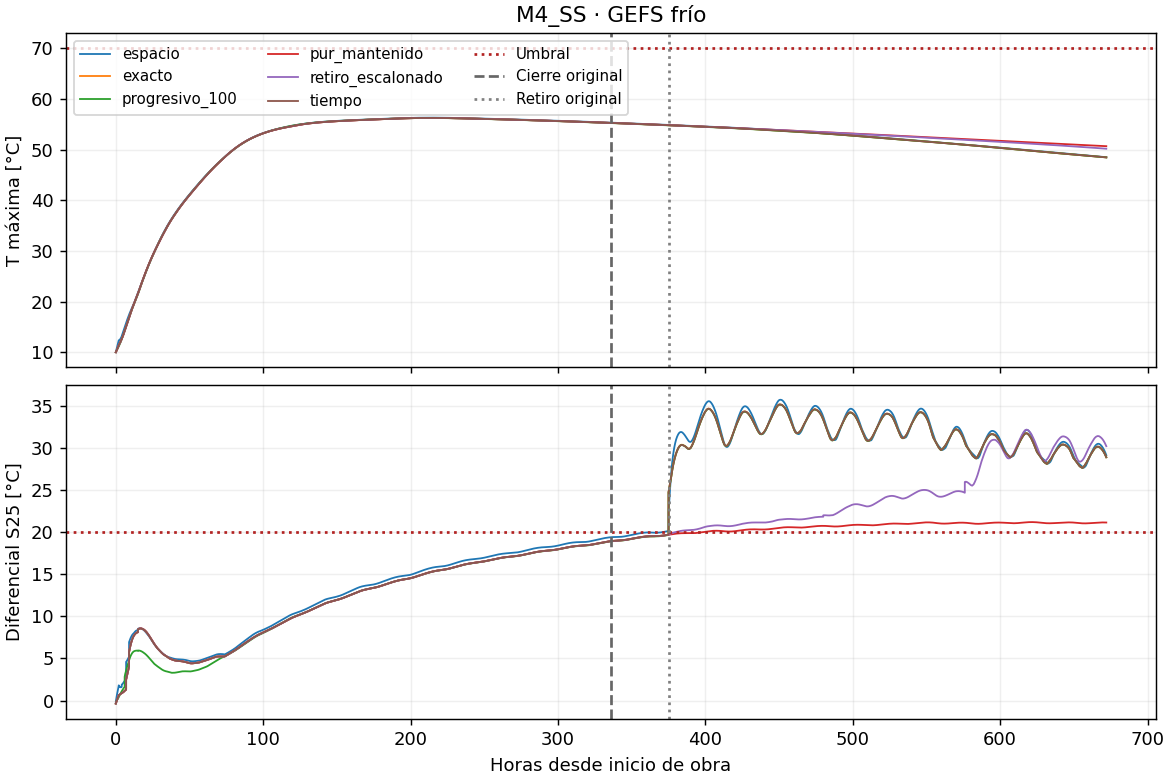 M4_SS · GEFS frío
T máxima [°C]
70
60
50
40
30
20
10
espacio
exacto
progresivo_100
pur_mantenido
retiro_escalonado
tiempo
Umbral
Cierre original
Retiro original
Diferencial S25 [°C]
35
30
25
20
15
10
5
0
0 100 200 300 400 500 600 700
Horas desde inicio de obra